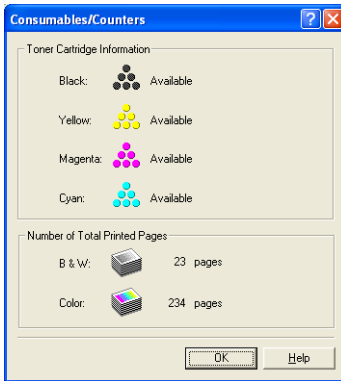 Consumables/Counters
Toner Cartridge Information
Black: Available
Yellow: Available
Magenta: Available
Cyan: Available
Number of Total Printed Pages
B & W: 23 pages
Color: 234 pages
OK Help